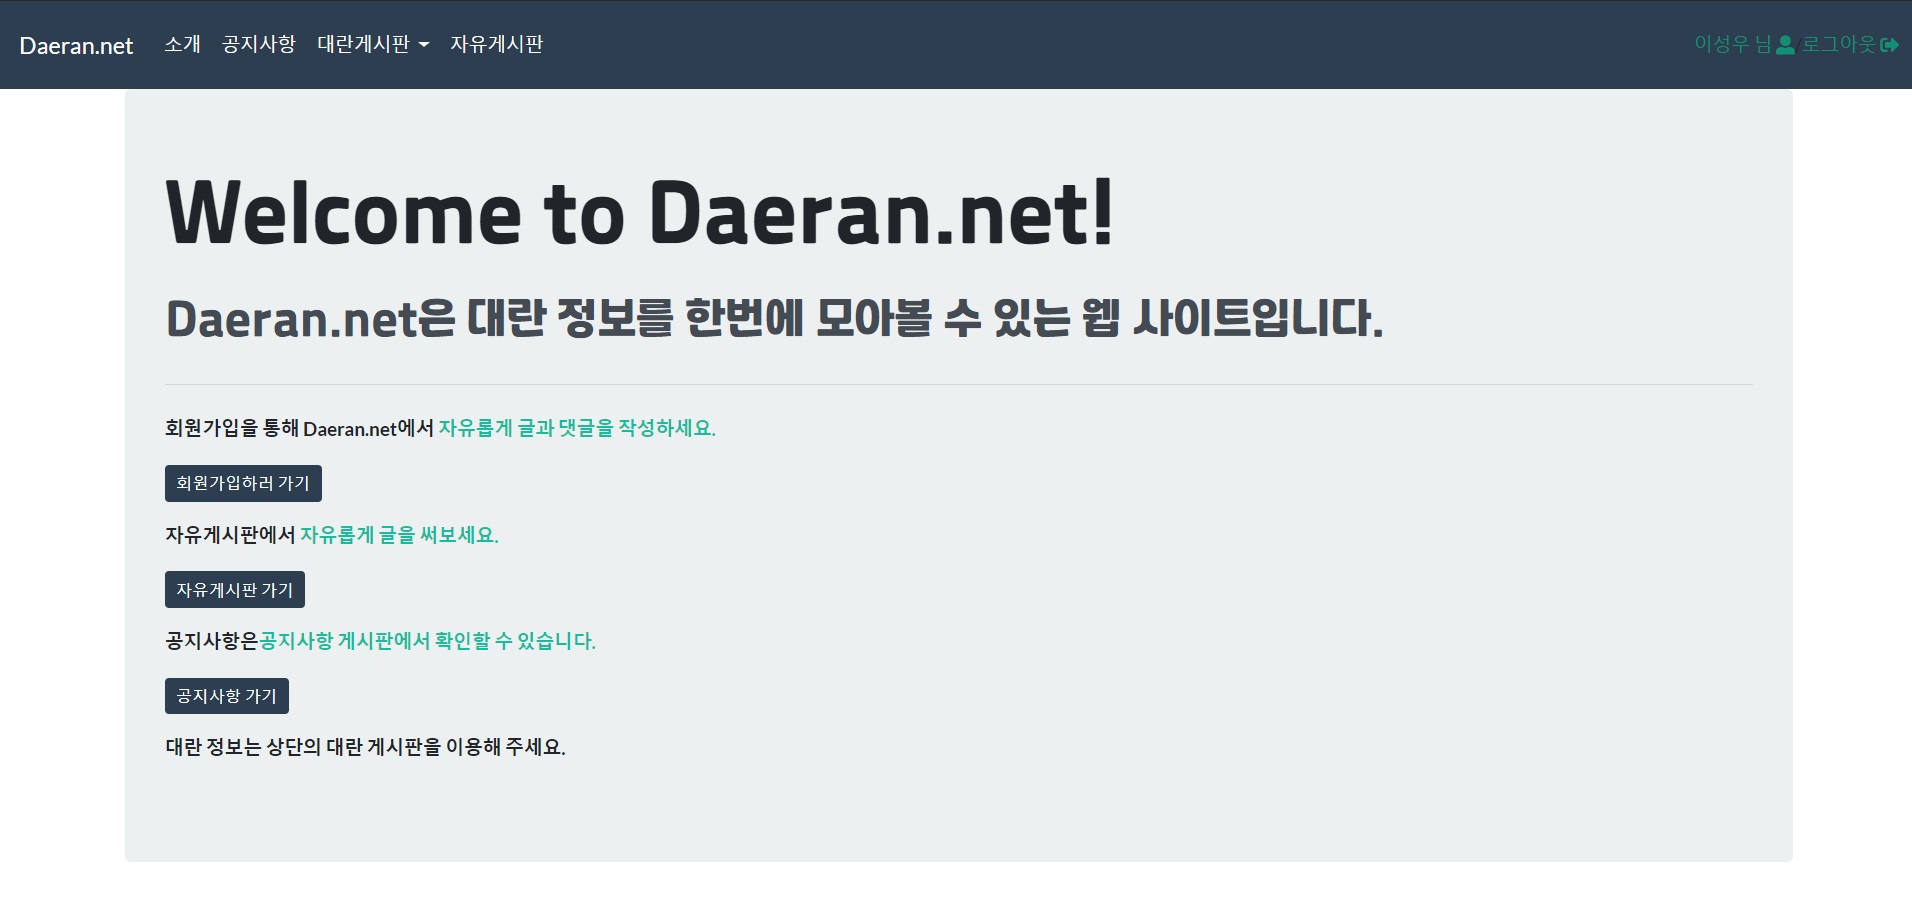 Daeran.net 소개 공지사항 대란게시판 자유게시판 이성우 님 / 로그아웃
Welcome to Daeran.net!
Daeran.net은 대란 정보를 한번에 모아볼 수 있는 웹 사이트입니다.
회원가입을 통해 Daeran.net에서 자유롭게 글과 댓글을 작성하세요.
회원가입하러 가기
자유게시판에서 자유롭게 글을 써보세요.
자유게시판 가기
공지사항은공지사항 게시판에서 확인할 수 있습니다.
공지사항 가기
대란 정보는 상단의 대란 게시판을 이용해 주세요.